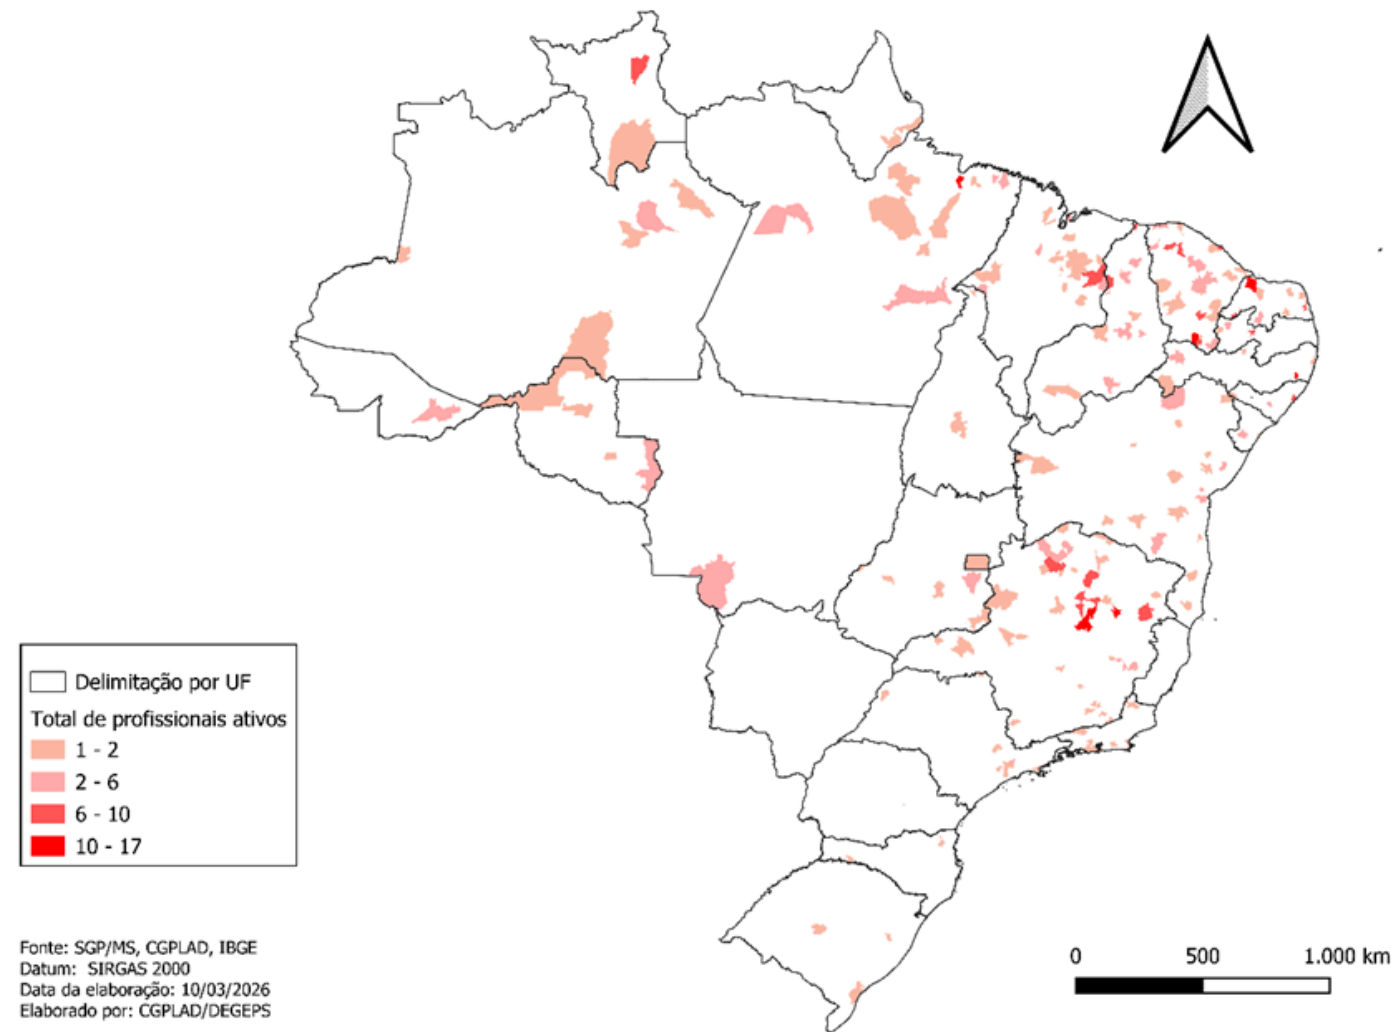 Delimitação por UF
Total de profissionais ativos
1 - 2
2 - 6
6 - 10
10 - 17
Fonte: SGP/MS, CGPLAD, IBGE
Datum: SIRGAS 2000
Data da elaboração: 10/03/2026
Elaborado por: CGPLAD/DEGEPS
0 500 1.000 km